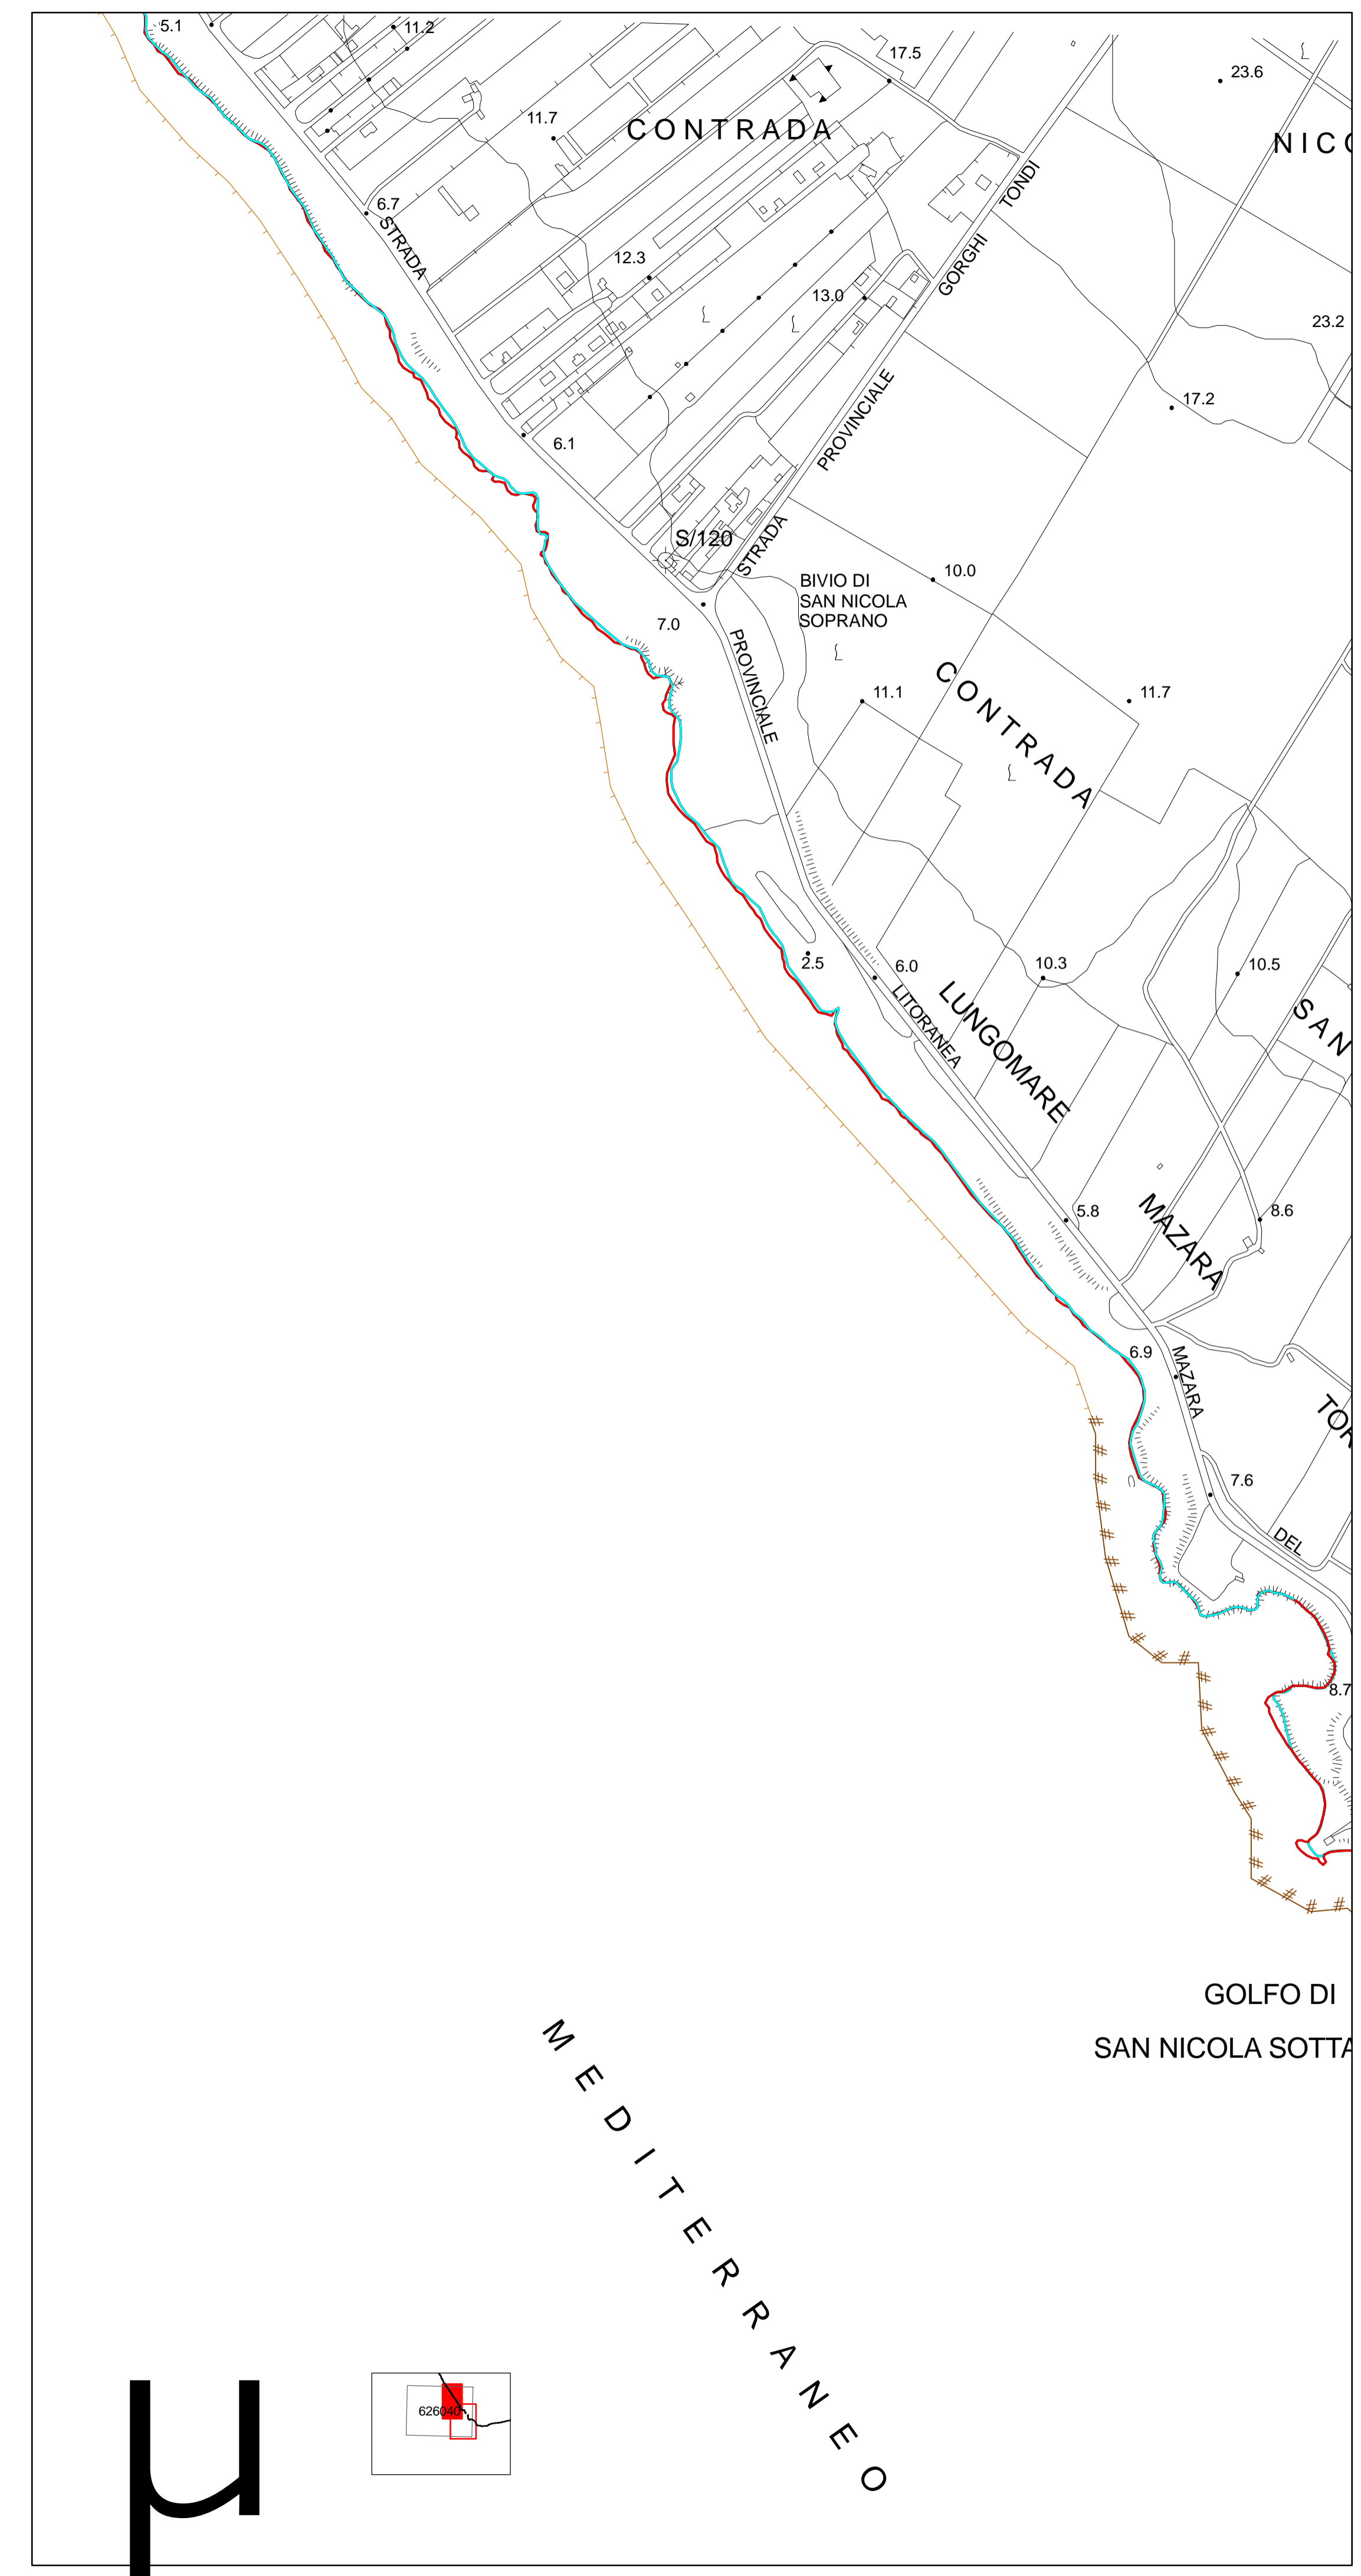 5.1
11.2
17.5
23.6
11.7
CONTRADA
NICO
6.7
STRADA
TONDI
12.3
13.0
GORGHI
23.2
PROVINCIALE
17.2
6.1
S/120
STRADA
BIVIO DI
SAN NICOLA
SOPRANO
10.0
7.0
PROVINCIALE
11.1
CONTRADA
11.7
2.5
6.0
10.3
10.5
LITORANEA
LUNGOMARE
SAN
5.8
MAZARA
8.6
6.9
MAZARA
TOR
7.6
DEL
8.7
GOLFO DI
SAN NICOLA SOTTA
MEDITERRANEO
626040
µ